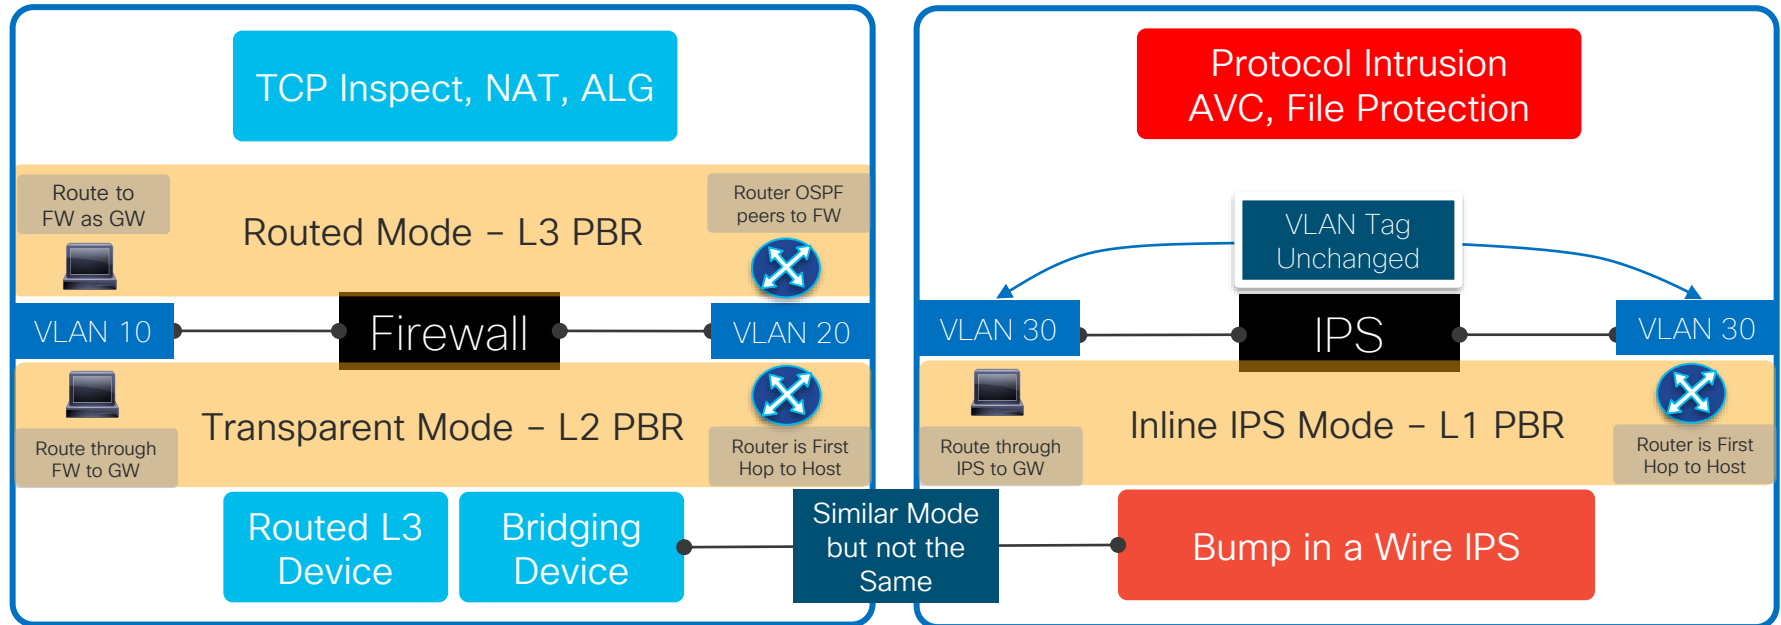 TCP Inspect, NAT, ALG
Route to
FW as GW
Routed Mode – L3 PBR
Router OSPF
peers to FW
VLAN 10
Firewall
VLAN 20
Transparent Mode – L2 PBR
Route through
FW to GW
Router is First
Hop to Host
Routed L3
Device
Bridging
Device
Similar Mode
but not the
Same
Protocol Intrusion
AVC, File Protection
VLAN Tag
Unchanged
VLAN 30
IPS
VLAN 30
Inline IPS Mode – L1 PBR
Route through
IPS to GW
Router is First
Hop to Host
Bump in a Wire IPS